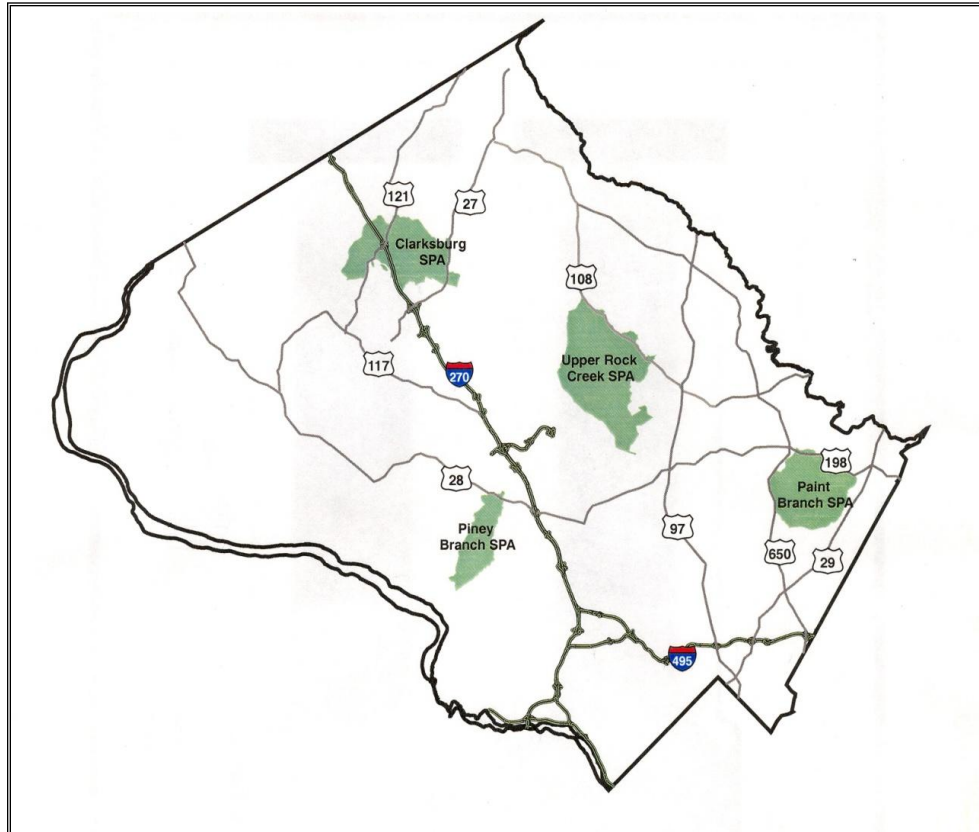 121
27
Clarksburg
SPA
108
Upper Rock
Creek SPA
117
270
28
198
Paint
Branch SPA
Piney
Branch SPA
97
650
29
495